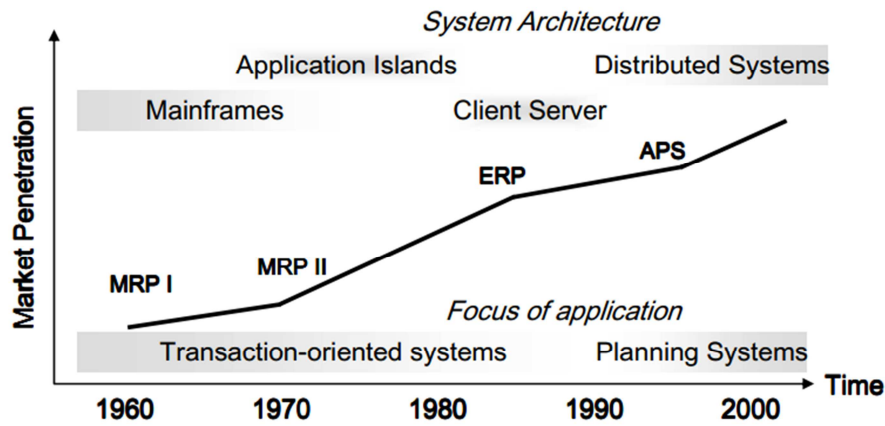 System Architecture
Application Islands
Distributed Systems
Mainframes
Client Server
Market Penetration
APS
ERP
MRP II
MRP I
Focus of application
Transaction-oriented systems
Planning Systems
Time
1960 1970 1980 1990 2000